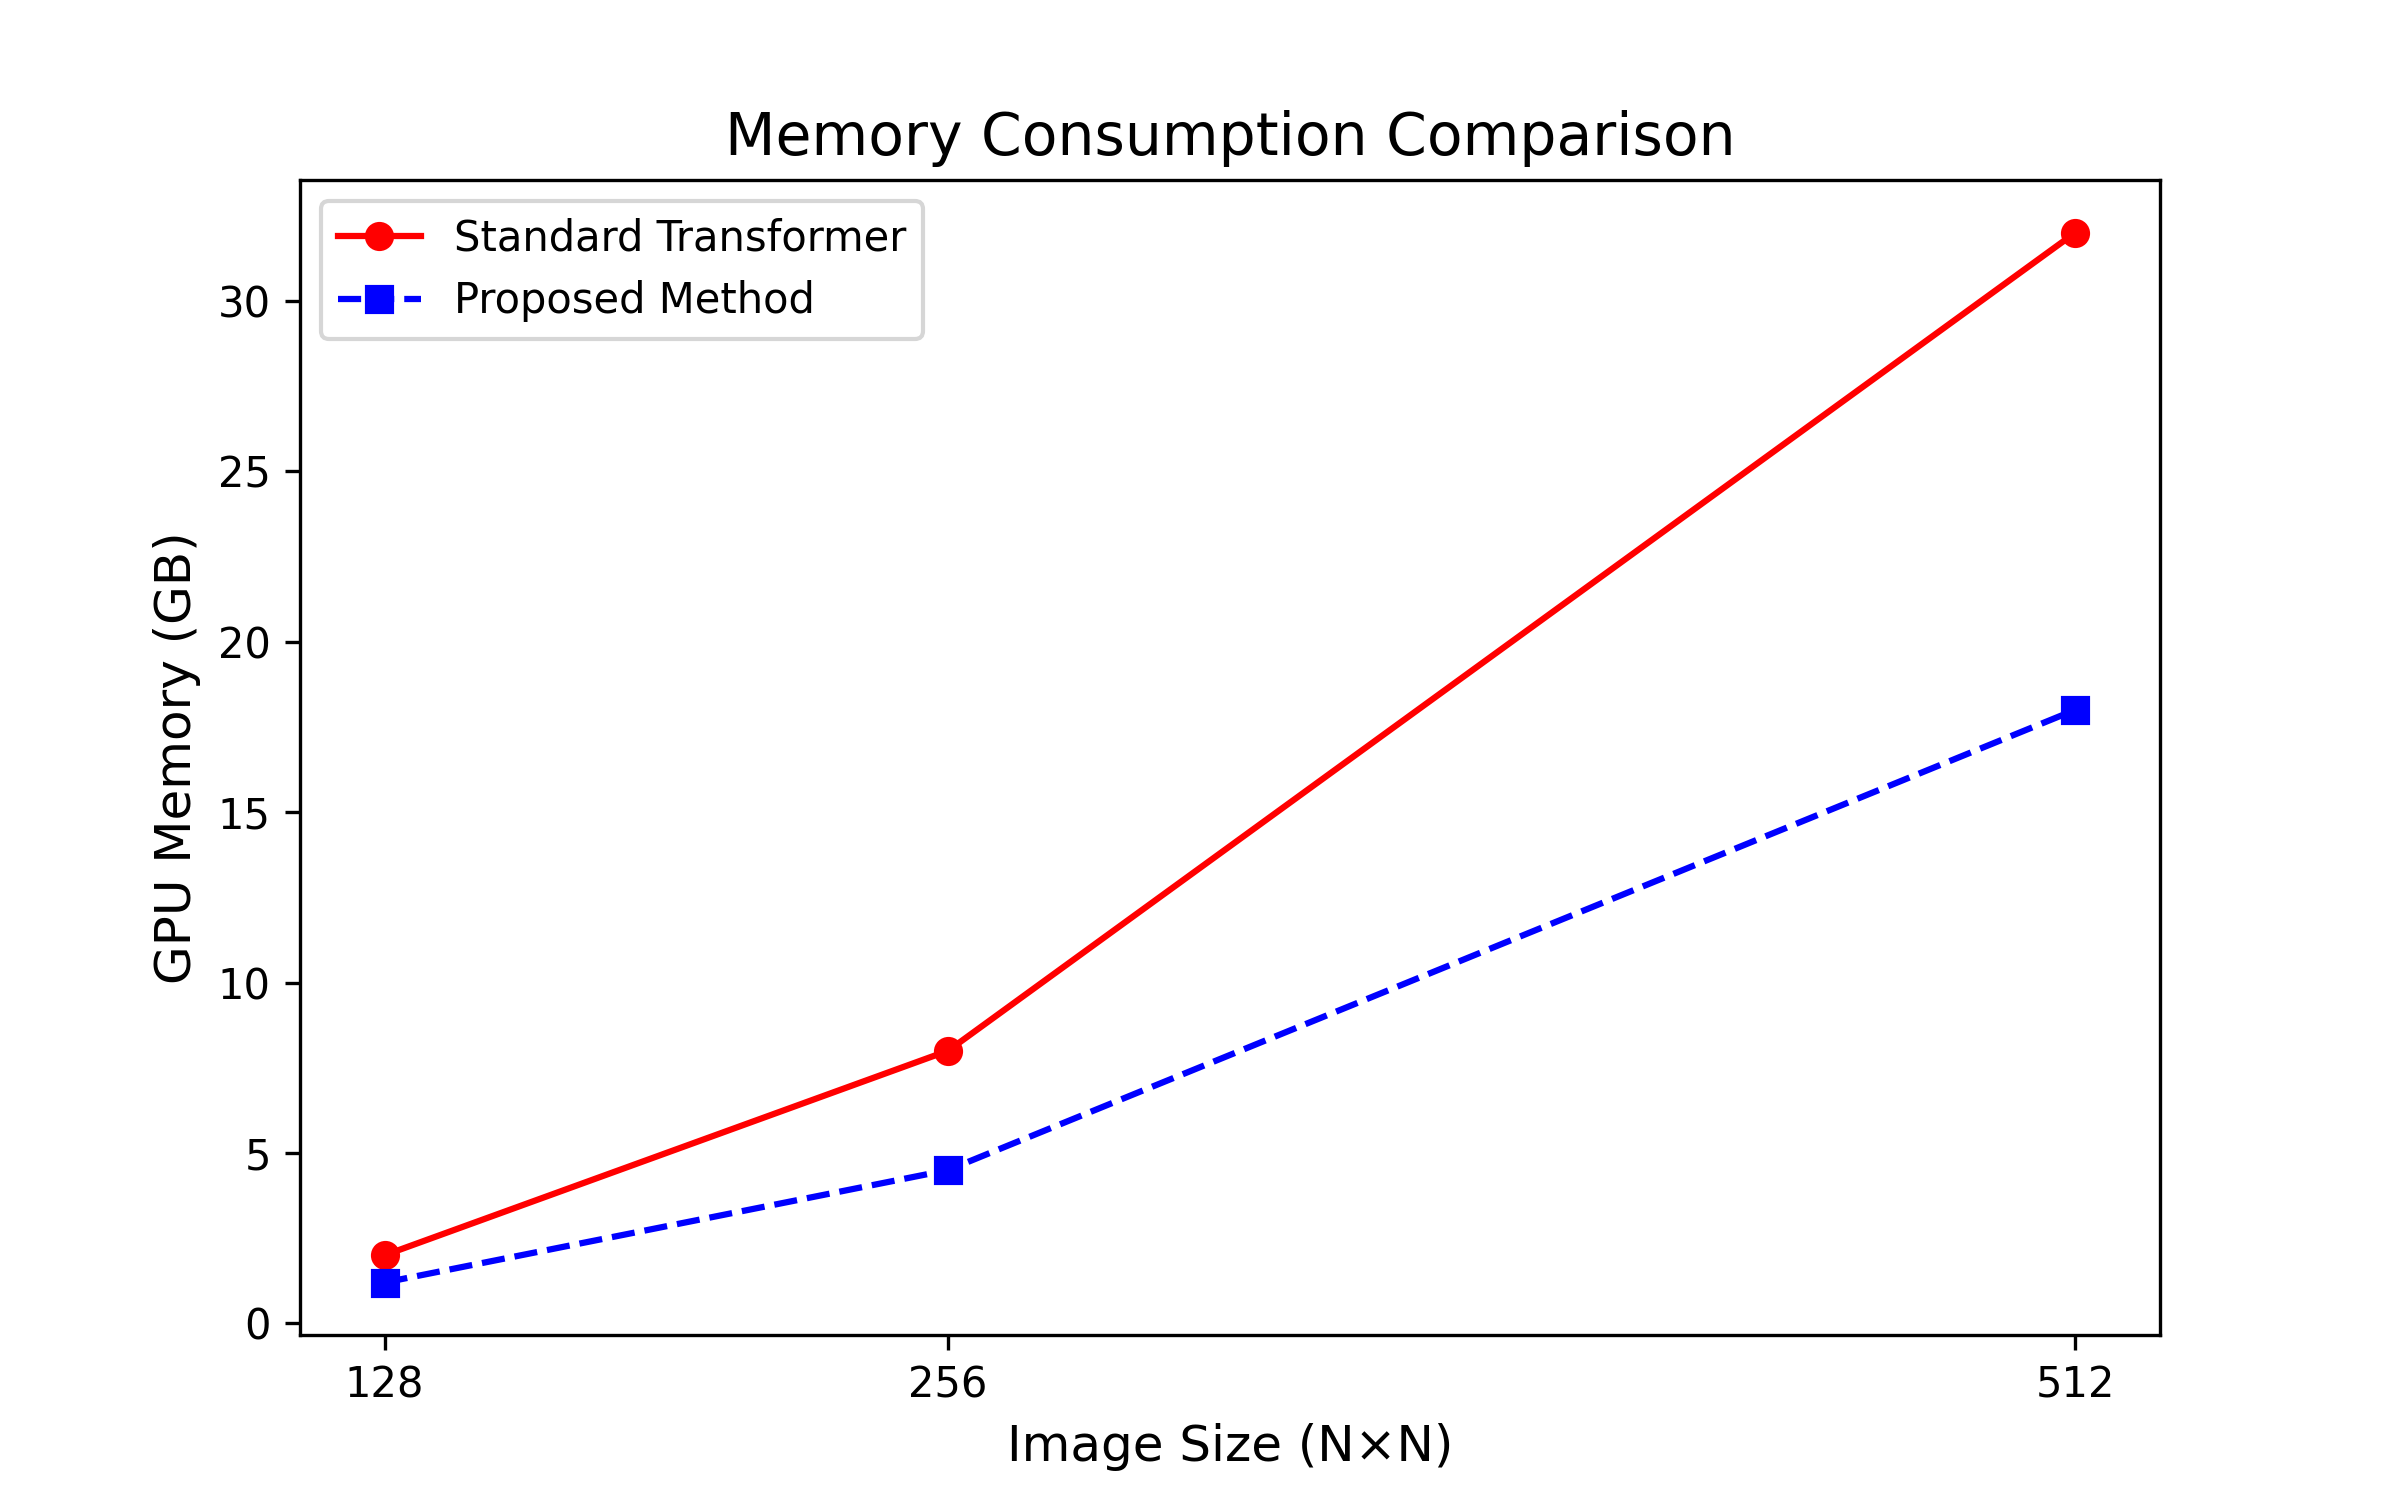 Memory Consumption Comparison
Standard Transformer
Proposed Method
GPU Memory (GB)
30
25
20
15
10
5
0
128 256 512
Image Size (N×N)